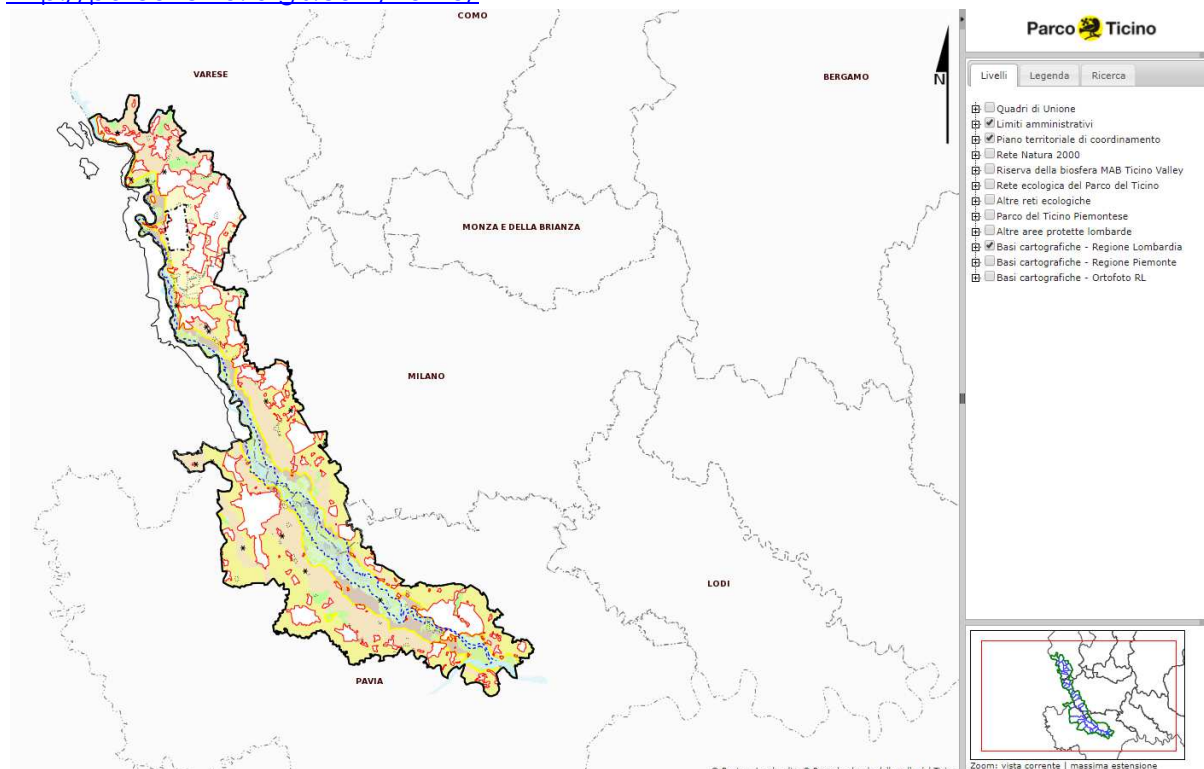 COMO
VARESE
BERGAMO
N
MONZA E DELLA BRIANZA
MILANO
LODI
PAVIA
Parco Ticino
Livelli Legenda Ricerca
Quadri di Unione
Limiti amministrativi
Piano territoriale di coordinamento
Rete Natura 2000
Riserva della biosfera MAB Ticino Valley
Rete ecologica del Parco del Ticino
Altre reti ecologiche
Parco del Ticino Piemontese
Altre aree protette lombarde
Basi cartografiche - Regione Lombardia
Basi cartografiche - Regione Piemonte
Basi cartografiche - Ortofoto RL
Zoom: vista corrente | massima estensione